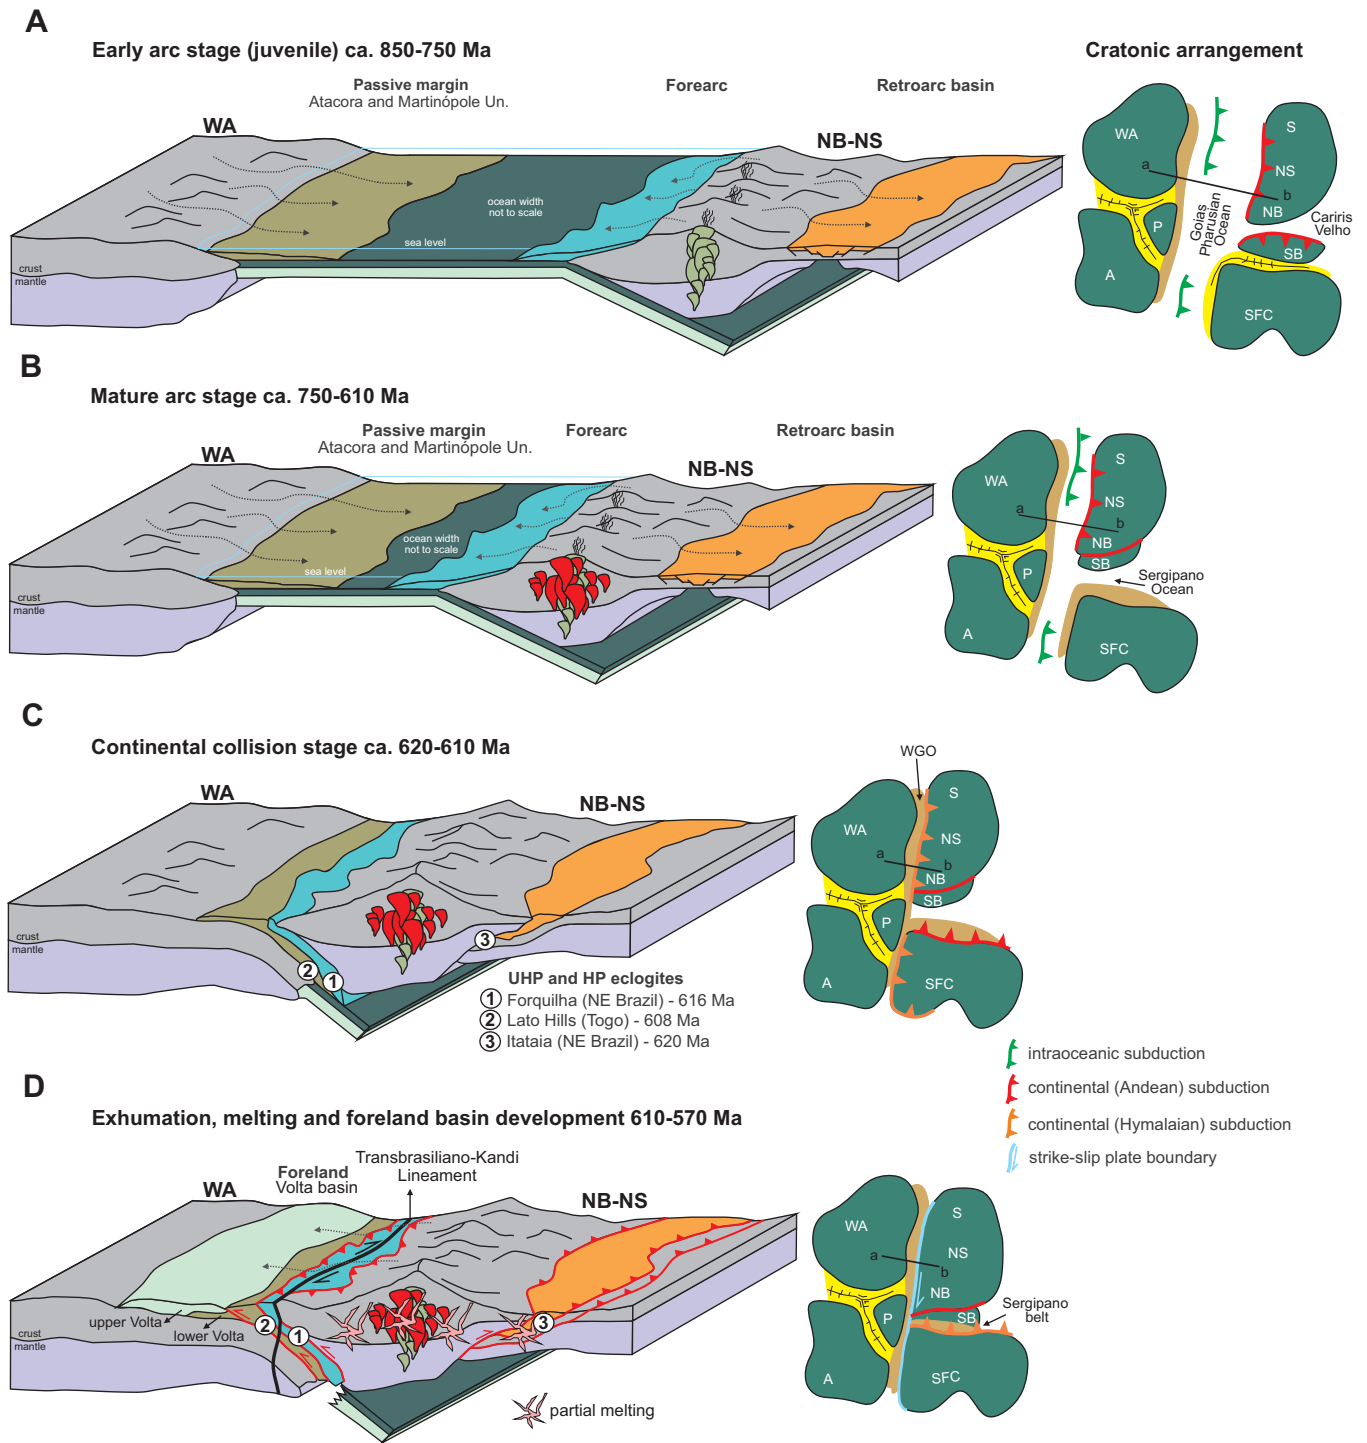 A
Early arc stage (juvenile) ca. 850-750 Ma
Cratonic arrangement
Passive margin
Atacora and Martinópole Un.
Forearc
Retroarc basin
WA
NB-NS
ocean width
not to scale
sea level
crust
mantle
WA
S
a
NS
b
NB
P
Goias
Pharusian
Ocean
Cariris
Velho
SB
A
SFC
B
Mature arc stage ca. 750-610 Ma
Passive margin
Atacora and Martinópole Un.
Forearc
Retroarc basin
WA
NB-NS
ocean width
not to scale
sea level
crust
mantle
S
WA
NS
a
b
NB
SB
P
Sergipano
Ocean
A
SFC
C
Continental collision stage ca. 620-610 Ma
WA
NB-NS
crust
mantle
3
2
1
UHP and HP eclogites
1 Forquilha (NE Brazil) - 616 Ma
2 Lato Hills (Togo) - 608 Ma
3 Itataia (NE Brazil) - 620 Ma
WGO
S
WA
NS
a
b
NB
SB
P
A
SFC
intraoceanic subduction
continental (Andean) subduction
continental (Hymalaian) subduction
strike-slip plate boundary
D
Exhumation, melting and foreland basin development 610-570 Ma
Transbrasiliano-Kandi
Lineament
Foreland
Volta basin
WA
NB-NS
upper Volta
lower Volta
2
1
3
crust
mantle
partial melting
S
WA
NS
a
b
NB
Sergipano
belt
P
SB
A
SFC